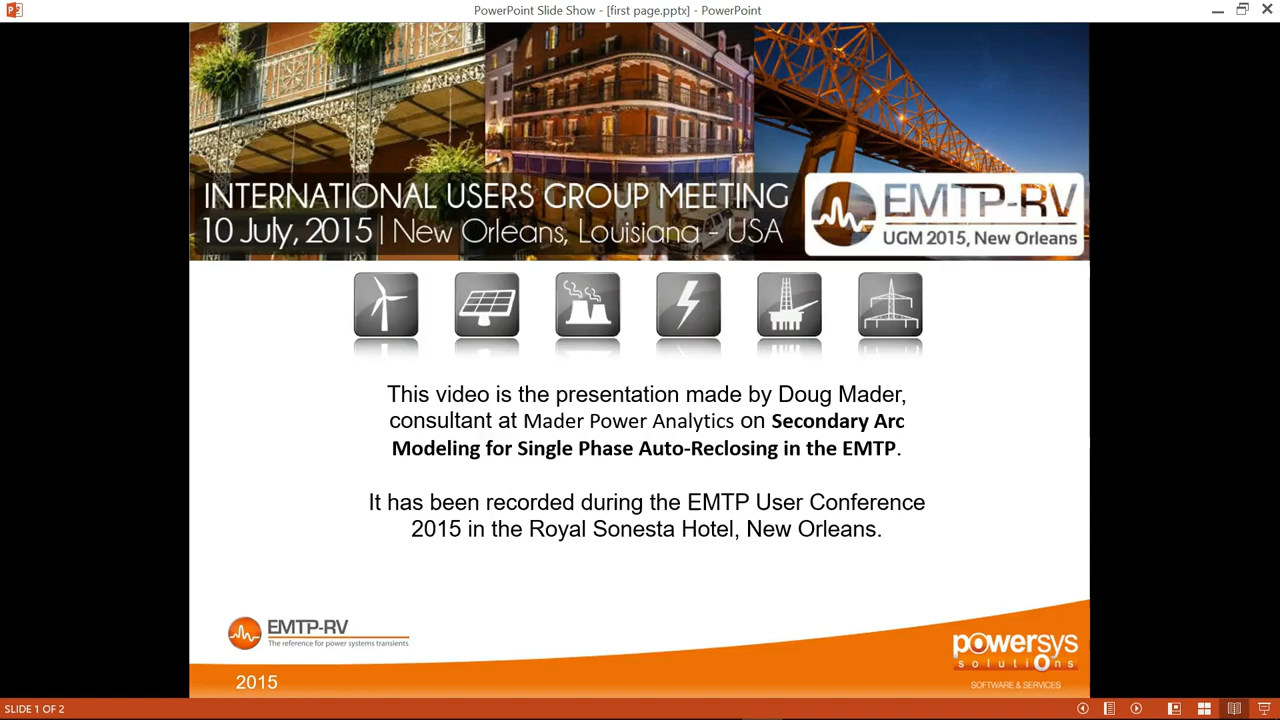 PowerPoint Slide Show - [first page.pptx] - PowerPoint
INTERNATIONAL USERS GROUP MEETING
10 July, 2015 | New Orleans, Louisiana - USA
EMTP-RV
UGM 2015, New Orleans
This video is the presentation made by Doug Mader,
consultant at Mader Power Analytics on Secondary Arc
Modeling for Single Phase Auto-Reclosing in the EMTP.
It has been recorded during the EMTP User Conference
2015 in the Royal Sonesta Hotel, New Orleans.
EMTP-RV
The reference for power systems transients
powersys
solutions
SOFTWARE & SERVICES
2015
SLIDE 1 OF 2